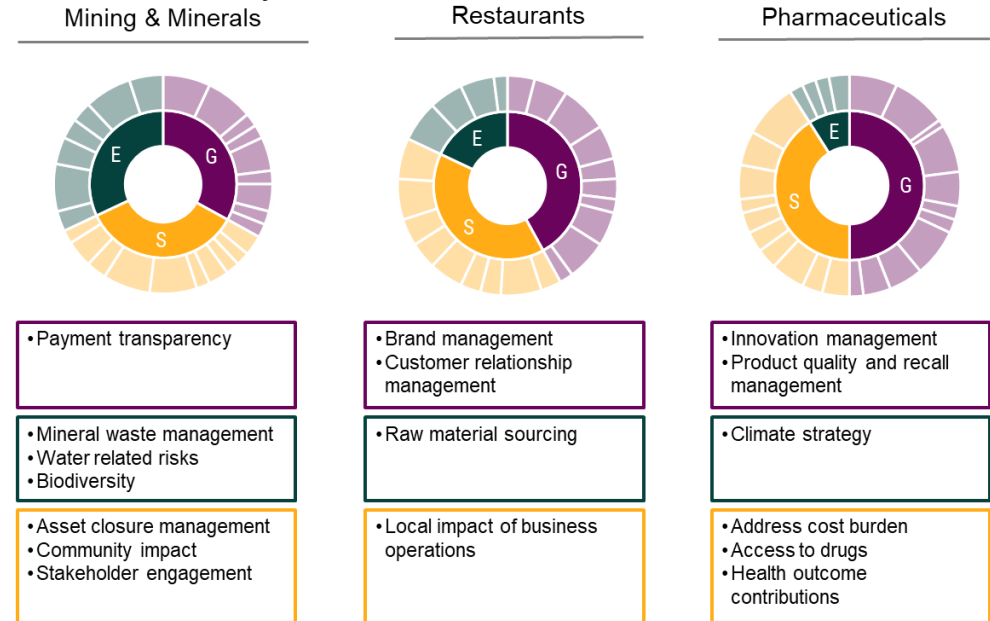 Mining & Minerals
Restaurants
Pharmaceuticals
E
G
S
E
G
S
E
G
S
•Payment transparency
•Brand management
•Customer relationship
management
•Innovation management
•Product quality and recall
management
•Mineral waste management
•Water related risks
•Biodiversity
•Raw material sourcing
•Climate strategy
•Asset closure management
•Community impact
•Stakeholder engagement
•Local impact of business
operations
•Address cost burden
•Access to drugs
•Health outcome
contributions